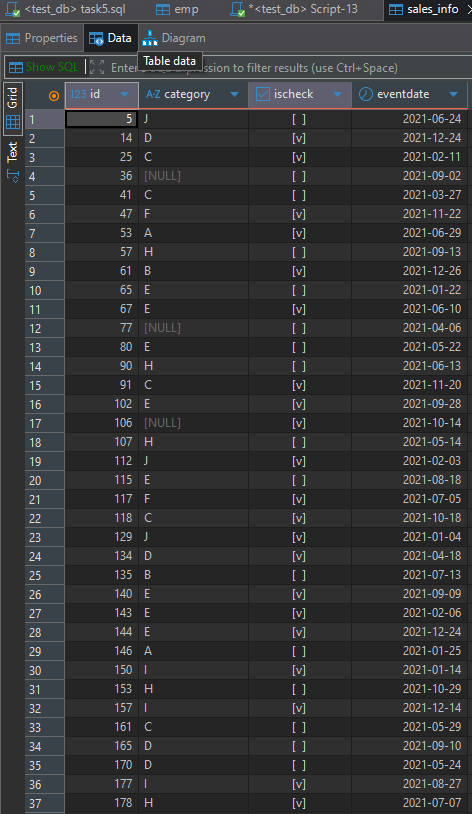 <test_db> task5.sql emp *<test_db> Script-13 sales_info
Properties Data Diagram
Table data
Show SQL Enter expression to filter results (use Ctrl+Space)
Grid
Text
123 id A-Z category ischeck eventdate
1 5 J [ ] 2021-06-24
2 14 D [v] 2021-12-24
3 25 C [v] 2021-02-11
4 36 [NULL] [ ] 2021-09-02
5 41 C [ ] 2021-03-27
6 47 F [v] 2021-11-22
7 53 A [v] 2021-06-29
8 57 H [ ] 2021-09-13
9 61 B [v] 2021-12-26
10 65 E [ ] 2021-01-22
11 67 E [v] 2021-06-10
12 77 [NULL] [ ] 2021-04-06
13 80 E [ ] 2021-05-22
14 90 H [ ] 2021-06-13
15 91 C [v] 2021-11-20
16 102 E [v] 2021-09-28
17 106 [NULL] [v] 2021-10-14
18 107 H [ ] 2021-05-14
19 112 J [v] 2021-02-03
20 115 E [ ] 2021-08-18
21 117 F [v] 2021-07-05
22 118 C [v] 2021-10-18
23 129 J [v] 2021-01-04
24 134 D [v] 2021-04-18
25 135 B [ ] 2021-07-13
26 140 E [v] 2021-09-09
27 143 E [v] 2021-02-06
28 144 E [v] 2021-12-24
29 146 A [ ] 2021-01-25
30 150 I [v] 2021-01-14
31 153 H [ ] 2021-10-29
32 157 I [v] 2021-12-14
33 161 C [ ] 2021-05-29
34 165 D [ ] 2021-09-10
35 170 D [ ] 2021-05-24
36 177 I [v] 2021-08-27
37 178 H [v] 2021-07-07